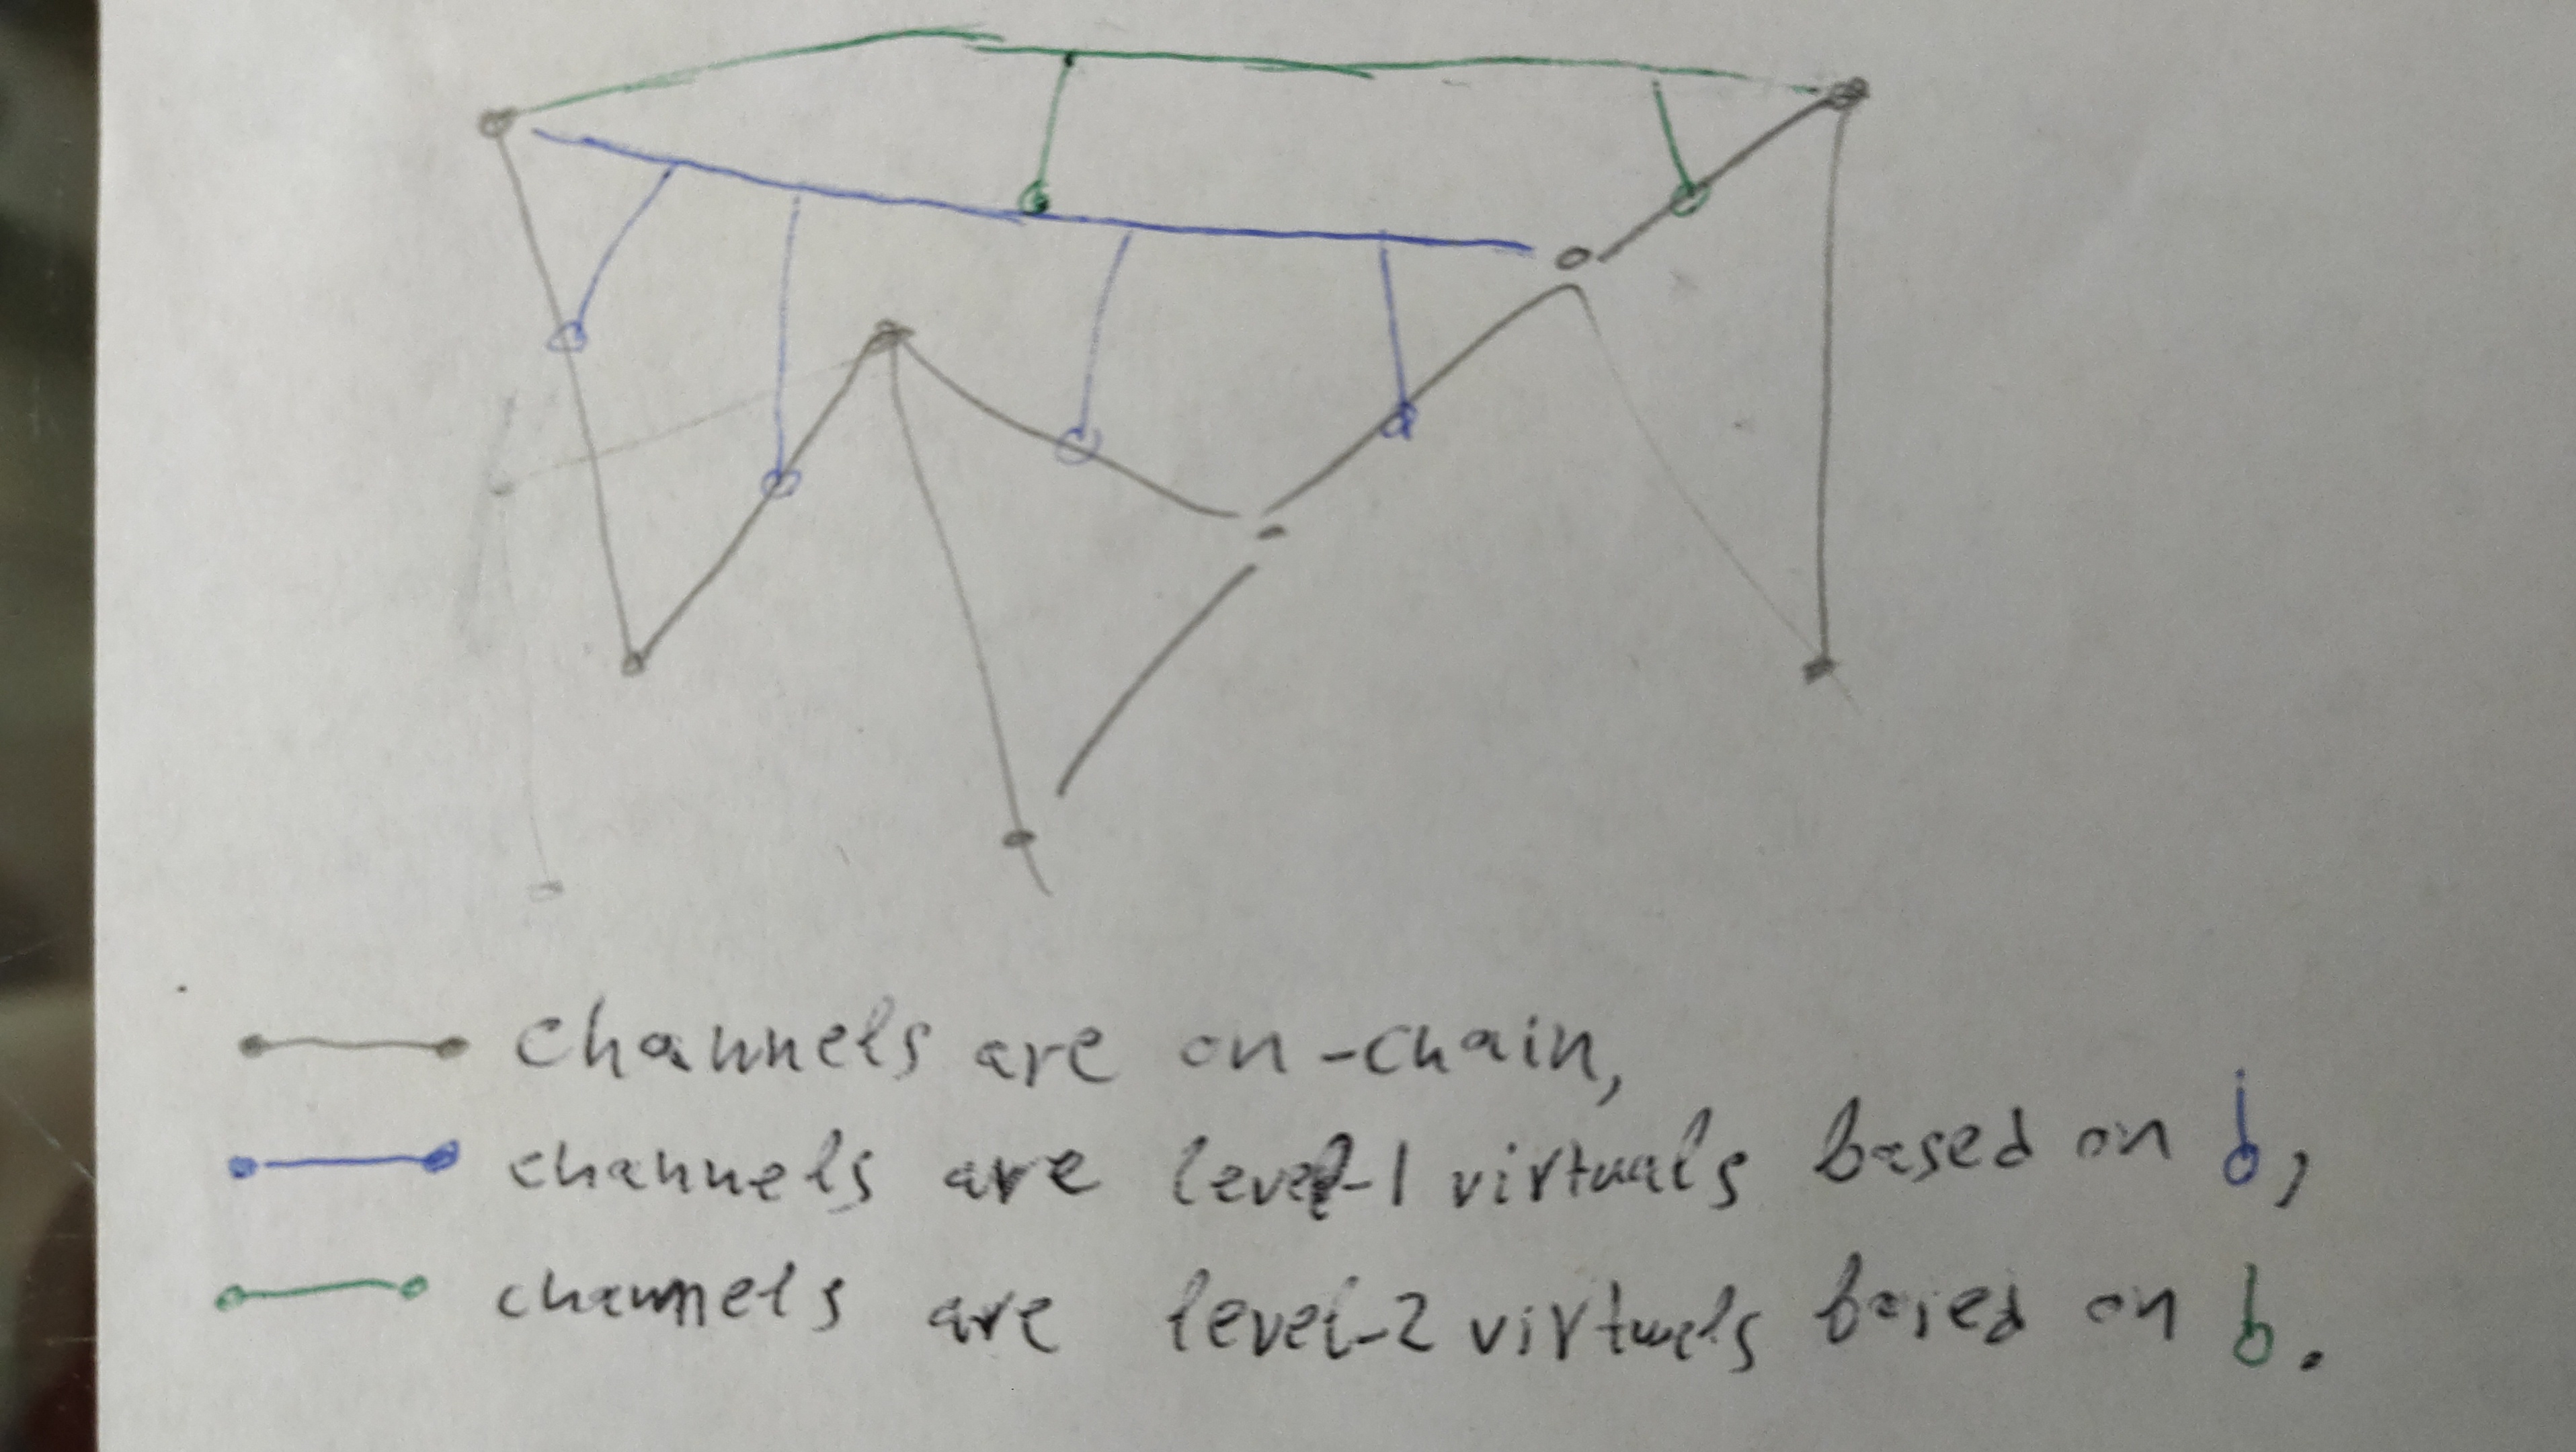 channels are on-chain,
channels are level-1 virtuals based on ,
channels are level-2 virtuals based on .